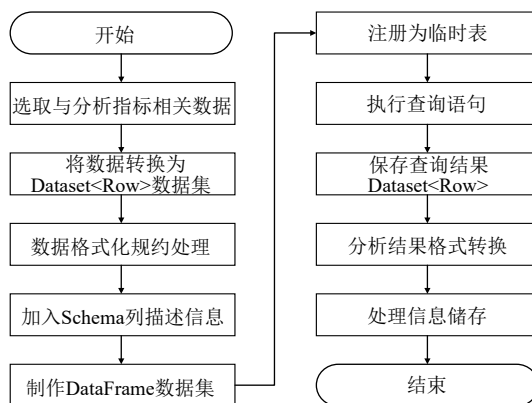 开始
选取与分析指标相关数据
将数据转换为
Dataset<Row>数据集
数据格式化规约处理
加入Schema列描述信息
制作DataFrame数据集
注册为临时表
执行查询语句
保存查询结果
Dataset<Row>
分析结果格式转换
处理信息储存
结束